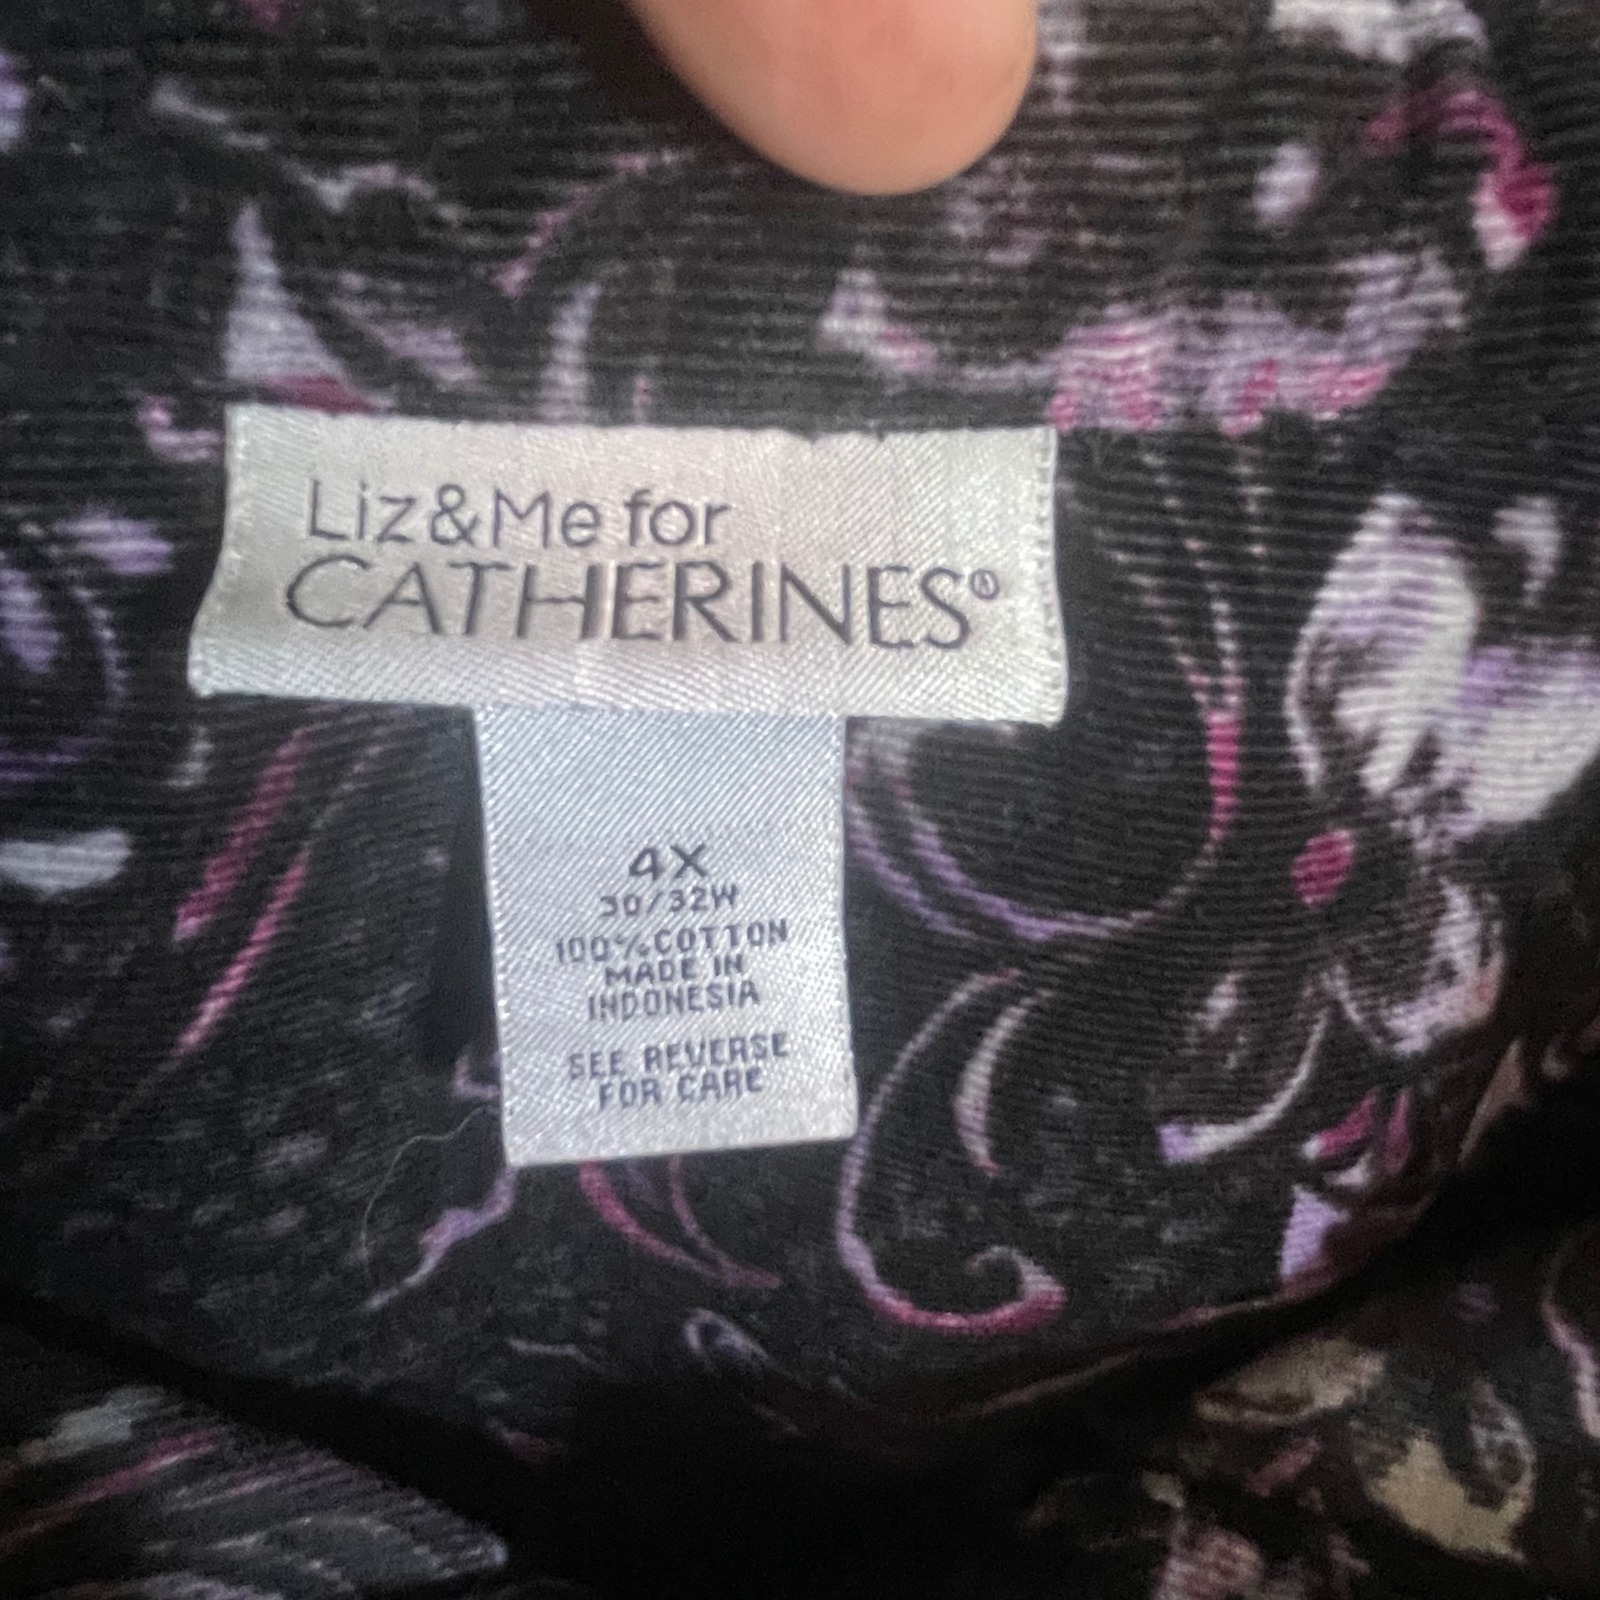 Liz&Me for
CATHERINES®
4X
30/32W
100%COTTON
MADE IN
INDONESIA
SEE REVERSE
FOR CARE